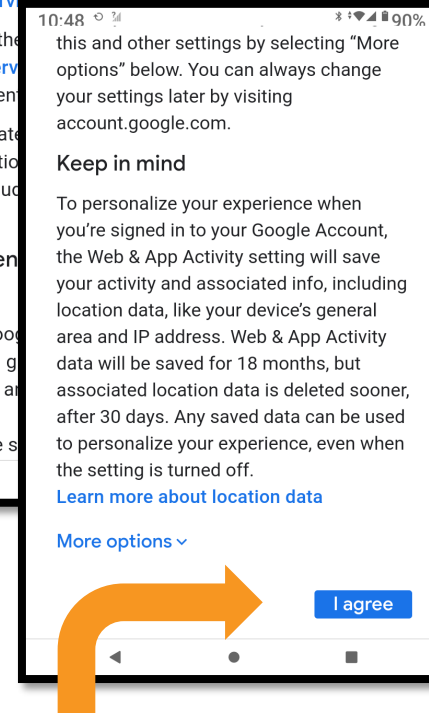 10:48
90%
this and other settings by selecting “More
options” below. You can always change
your settings later by visiting
account.google.com.
Keep in mind
To personalize your experience when
you’re signed in to your Google Account,
the Web & App Activity setting will save
your activity and associated info, including
location data, like your device’s general
area and IP address. Web & App Activity
data will be saved for 18 months, but
associated location data is deleted sooner,
after 30 days. Any saved data can be used
to personalize your experience, even when
the setting is turned off.
Learn more about location data
More options
I agree